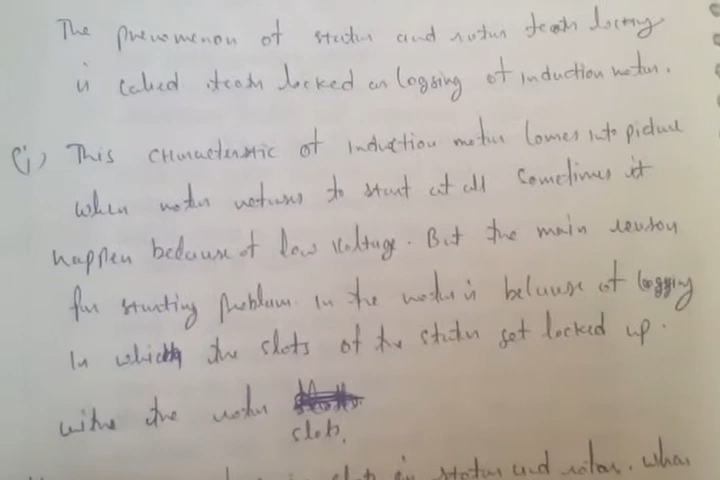 The phenomenon of stator and rotor teeth locking
is called teeth locked or Cogging of induction motor.
(i) This characteristic of induction motor Comes into picture
when motor refuses to start at all Sometimes it
happen because of low voltage. But the main reason
for starting problem in the motor is because of Cogging
In which the slots of the stator get locked up.
with the rotor
slots.
slots in stator and rotor. when